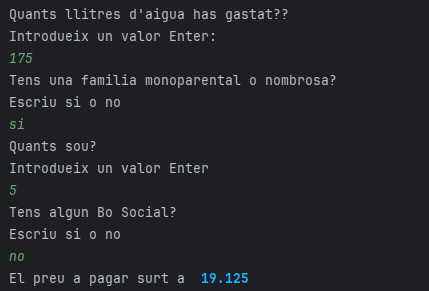 Quants llitres d'aigua has gastat??
Introdueix un valor Enter:
175
Tens una familia monoparental o nombrosa?
Escriu si o no
si
Quants sou?
Introdueix un valor Enter
5
Tens algun Bo Social?
Escriu si o no
no
El preu a pagar surt a  19.125